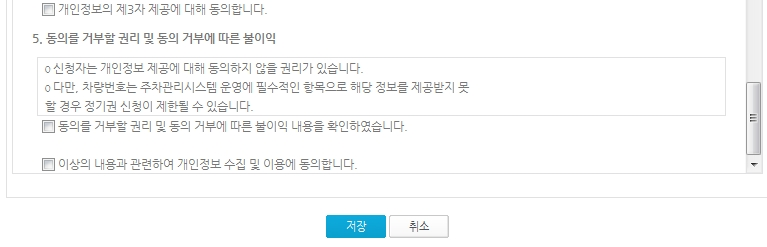 개인정보의 제3자 제공에 대해 동의합니다.
5. 동의를 거부할 권리 및 동의 거부에 따른 불이익
o 신청자는 개인정보 제공에 대해 동의하지 않을 권리가 있습니다.
o 다만, 차량번호는 주차관리시스템 운영에 필수적인 항목으로 해당 정보를 제공받지 못
할 경우 정기권 신청이 제한될 수 있습니다.
동의를 거부할 권리 및 동의 거부에 따른 불이익 내용을 확인하였습니다.
이상의 내용과 관련하여 개인정보 수집 및 이용에 동의합니다.
저장 취소